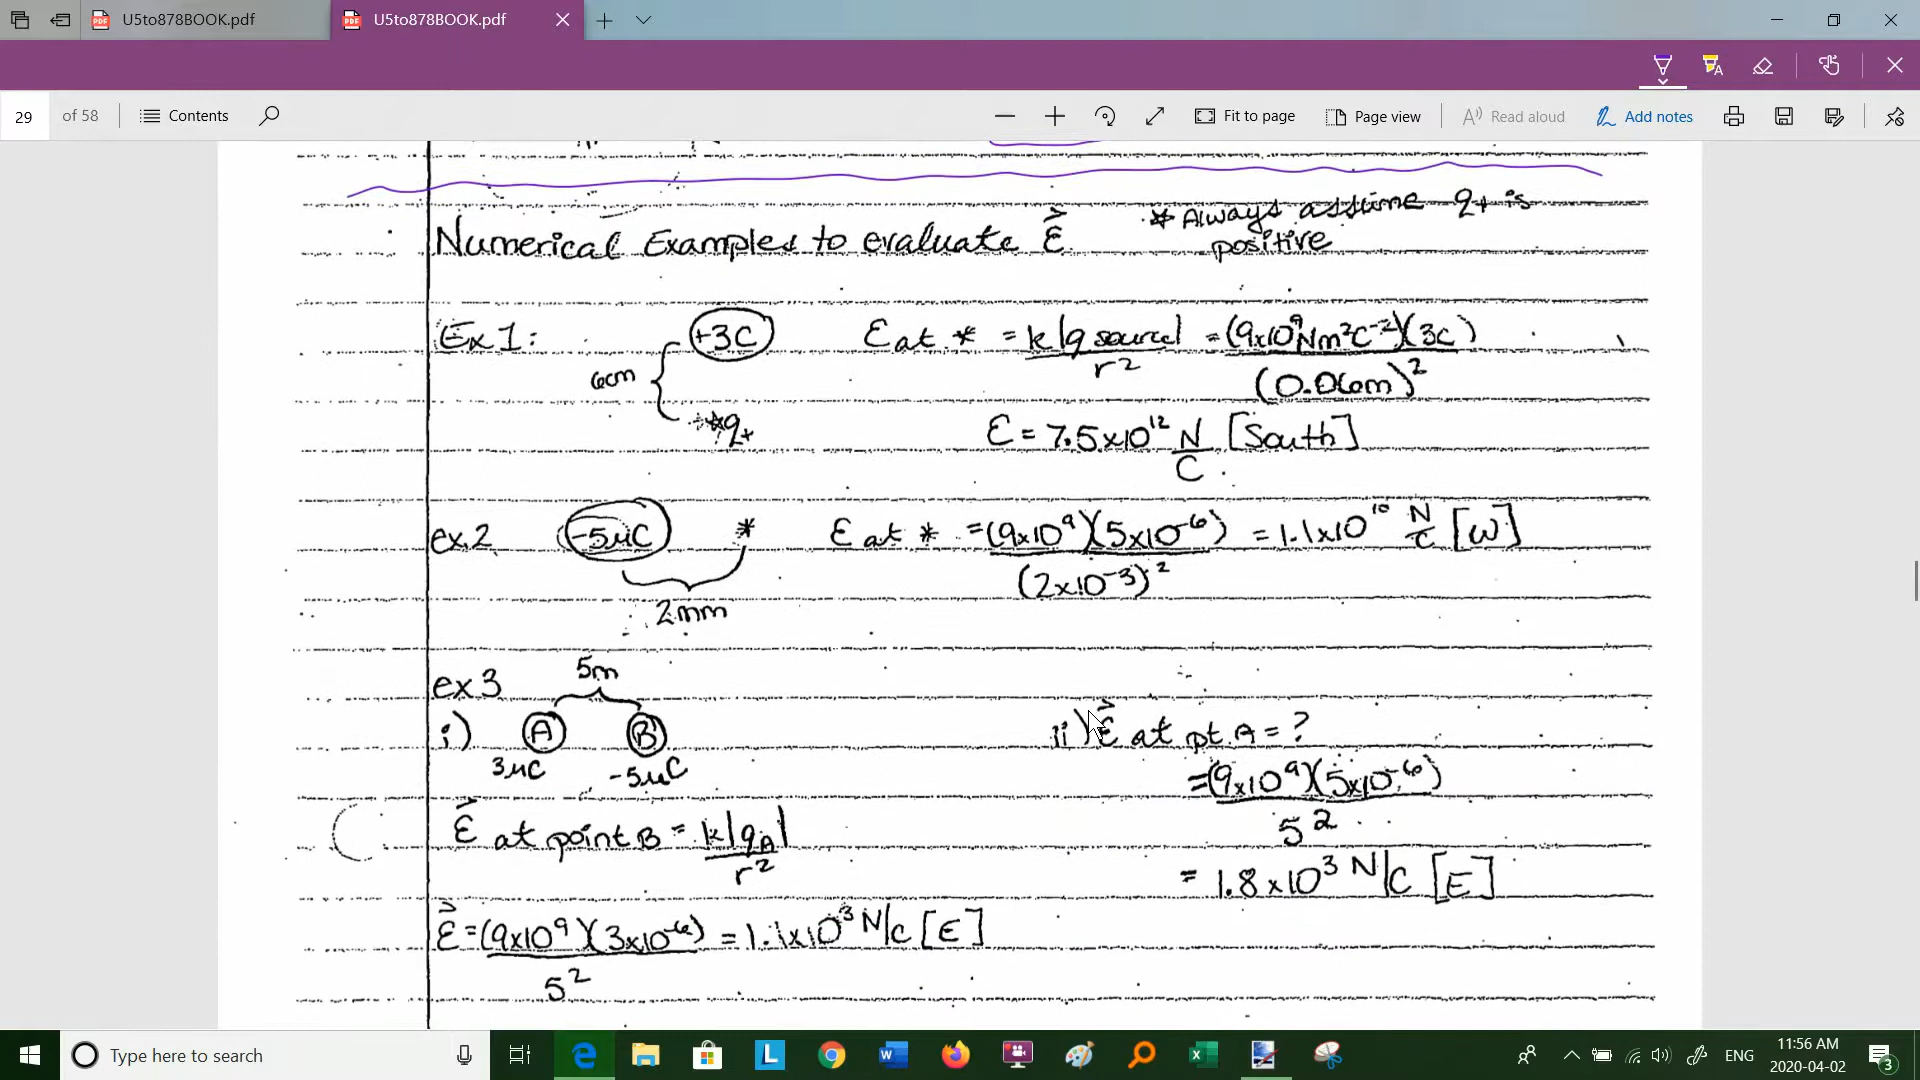 U5to878BOOK.pdf
U5to878BOOK.pdf
29 of 58 Contents Fit to page Page view Read aloud Add notes
Numerical Examples to evaluate ε⃗ * Always assume q+ is
positive
Ex 1: +3C ε at * = k|q source| = (9x10⁹Nm²C⁻²)(3C)
6cm r² (0.06m)²
*q+
ε = 7.5x10¹² N [South]
C
ex.2 -5μC * ε at * = (9x10⁹)(5x10⁻⁶) = 1.1x10¹⁰ N/C [W]
(2x10⁻³)²
2mm
5m
ex 3
i) A B ii) ε⃗ at pt. A = ?
3μC -5μC = (9x10⁹)(5x10⁻⁶)
5²
ε⃗ at point B = k|qA|
r²
= 1.8x10³ N/C [E]
ε⃗ = (9x10⁹)(3x10⁻⁶) = 1.1x10³ N/C [E]
5²
Type here to search
ENG
11:56 AM
2020-04-02
3